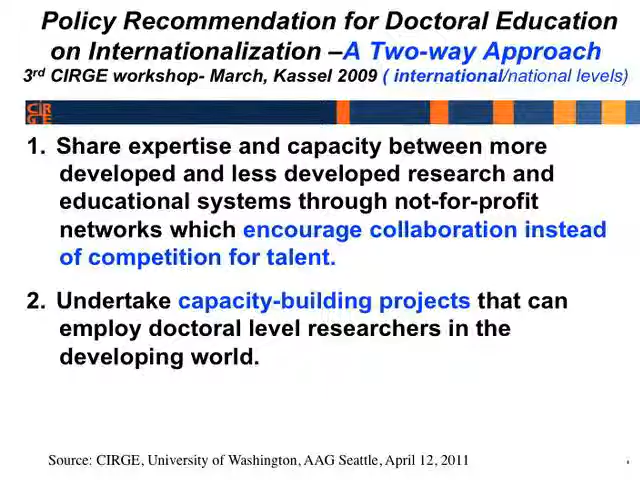 Policy Recommendation for Doctoral Education
on Internationalization –A Two-way Approach
3rd CIRGE workshop- March, Kassel 2009 ( international/national levels)
CIR
GE
1. Share expertise and capacity between more
developed and less developed research and
educational systems through not-for-profit
networks which encourage collaboration instead
of competition for talent.
2. Undertake capacity-building projects that can
employ doctoral level researchers in the
developing world.
Source: CIRGE, University of Washington, AAG Seattle, April 12, 2011